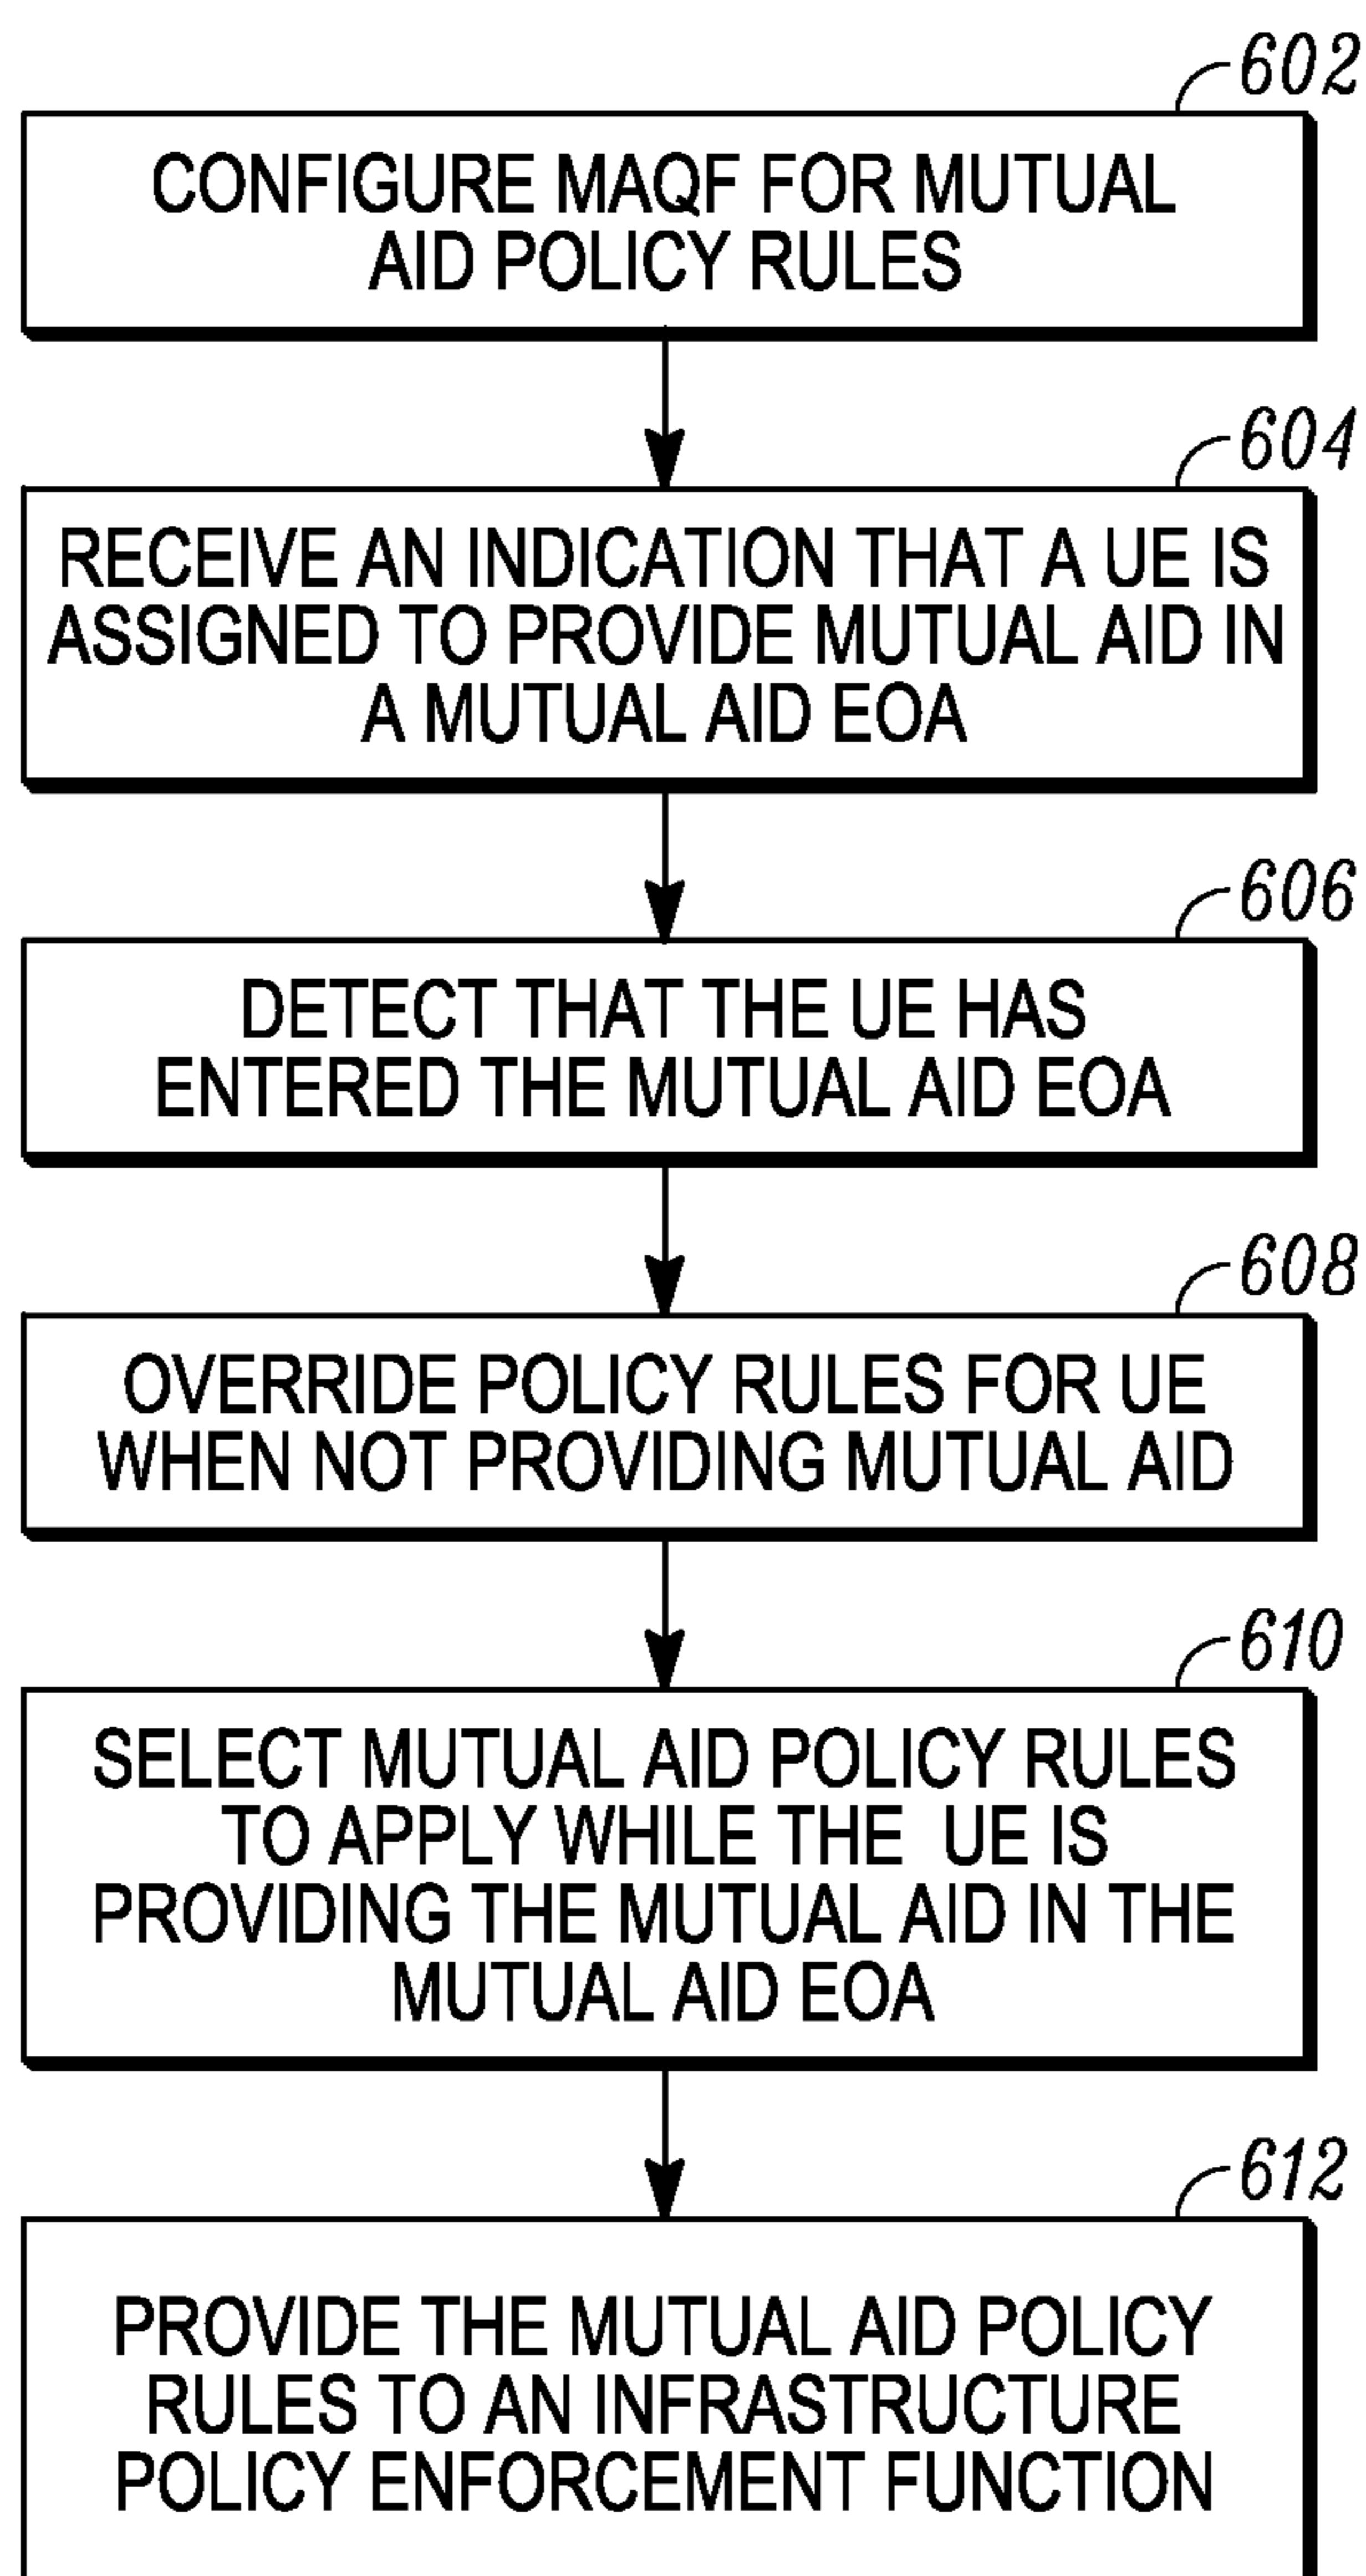 602
CONFIGURE MAQF FOR MUTUAL
AID POLICY RULES
604
RECEIVE AN INDICATION THAT A UE IS
ASSIGNED TO PROVIDE MUTUAL AID IN
A MUTUAL AID EOA
606
DETECT THAT THE UE HAS
ENTERED THE MUTUAL AID EOA
608
OVERRIDE POLICY RULES FOR UE
WHEN NOT PROVIDING MUTUAL AID
610
SELECT MUTUAL AID POLICY RULES
TO APPLY WHILE THE UE IS
PROVIDING THE MUTUAL AID IN THE
MUTUAL AID EOA
612
PROVIDE THE MUTUAL AID POLICY
RULES TO AN INFRASTRUCTURE
POLICY ENFORCEMENT FUNCTION